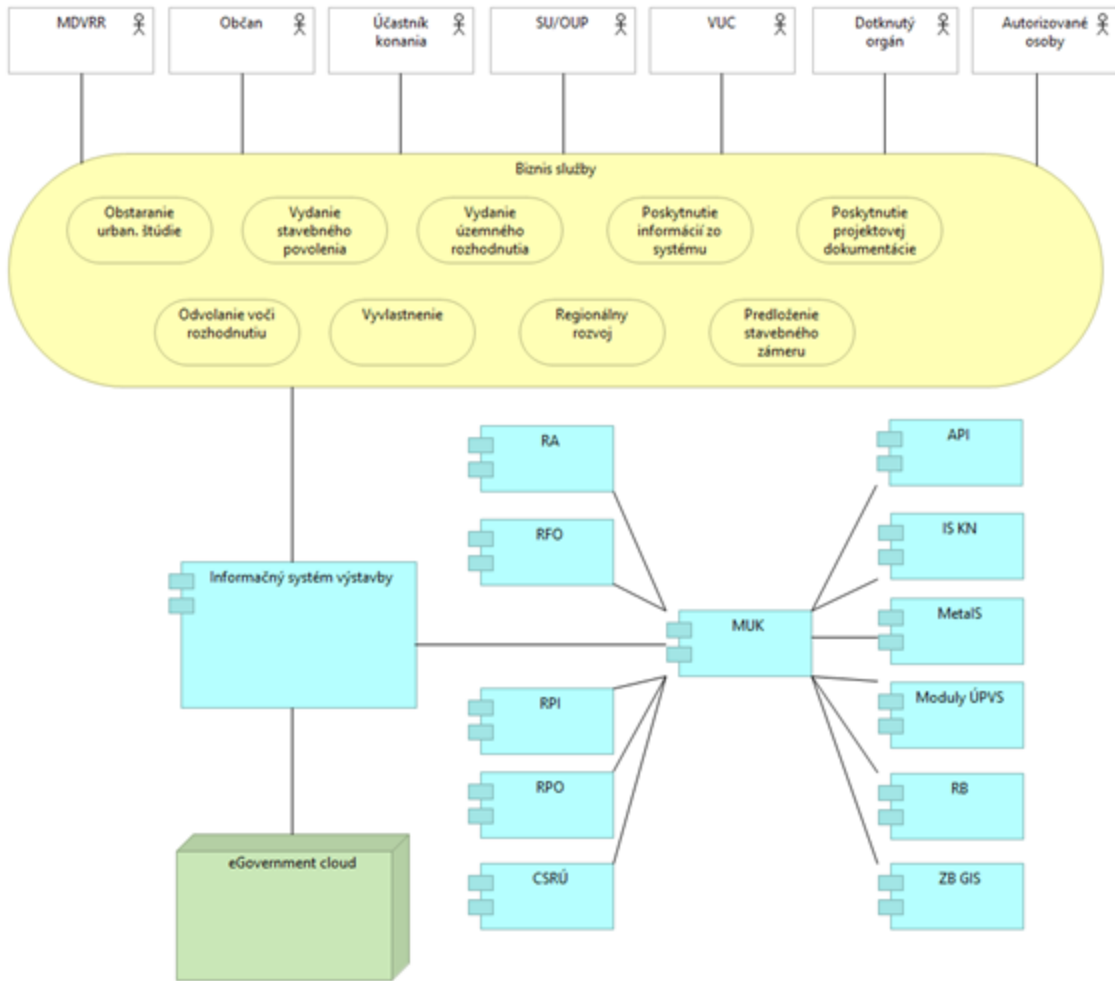 MDVRR
Občan
Účastník
konania
SU/OUP
VUC
Dotknutý
orgán
Autorizované
osoby
Biznis služby
Obstaranie
urban. štúdie
Vydanie
stavebného
povolenia
Vydanie
územného
rozhodnutia
Poskytnutie
informácií zo
systému
Poskytnutie
projektovej
dokumentácie
Odvolanie voči
rozhodnutiu
Vyvlastnenie
Regionálny
rozvoj
Predloženie
stavebného
zámeru
RA
API
RFO
IS KN
Informačný systém výstavby
MetaIS
MUK
RPI
Moduly ÚPVS
RPO
RB
eGovernment cloud
CSRÚ
ZB GIS